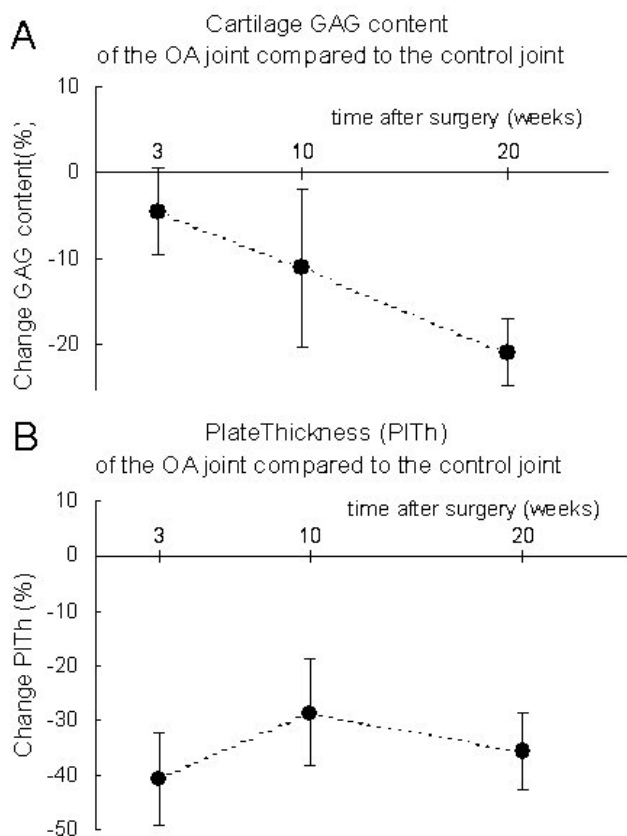 A
Cartilage GAG content
of the OA joint compared to the control joint
10
time after surgery (weeks)
3 10 20
0
-10
-20
Change GAG content(%)
B
PlateThickness (PlTh)
of the OA joint compared to the control joint
10
time after surgery (weeks)
3 10 20
0
-10
-20
-30
-40
-50
Change PlTh (%)